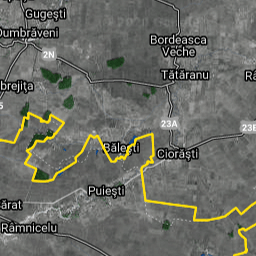 Gugești
Dumbrăveni
Bordeasca
Veche
2N
Tătăranu
brejița
23A
23B
Bălești
Ciorăști
Puiești
ărat
Râmnicelu